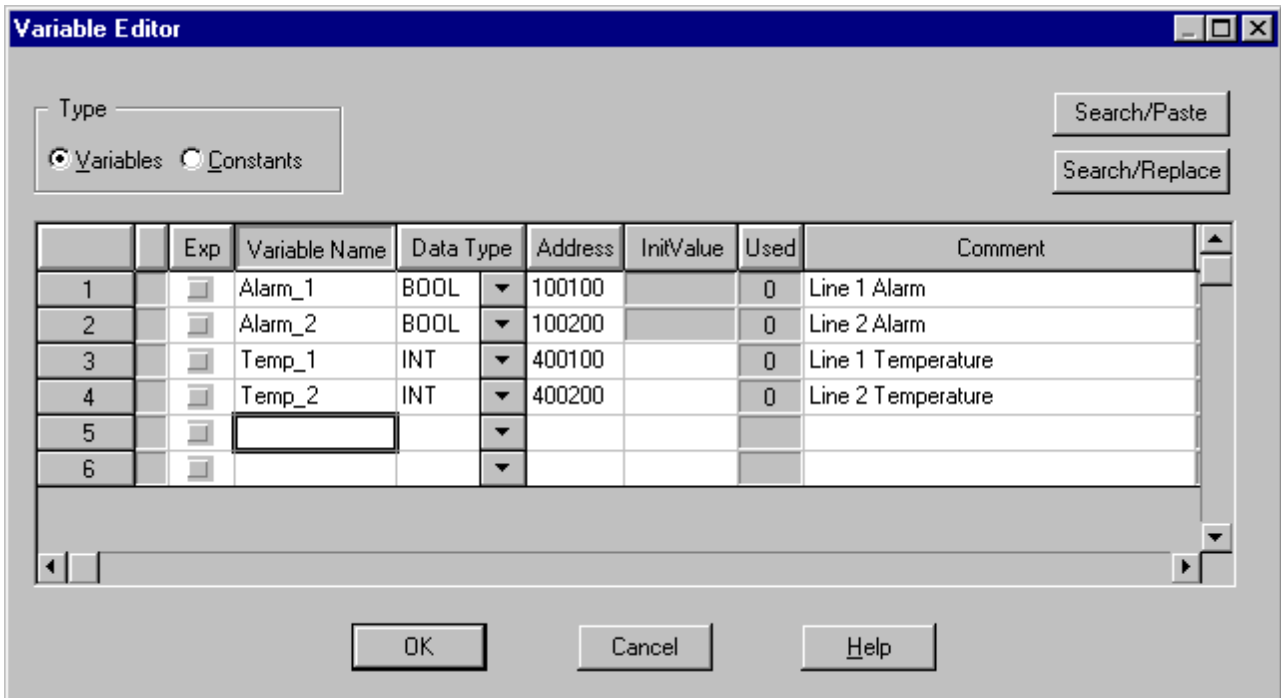 Variable Editor
Type
Variables Constants
Search/Paste
Search/Replace
Exp Variable Name Data Type Address InitValue Used Comment
1 Alarm_1 BOOL 100100 0 Line 1 Alarm
2 Alarm_2 BOOL 100200 0 Line 2 Alarm
3 Temp_1 INT 400100 0 Line 1 Temperature
4 Temp_2 INT 400200 0 Line 2 Temperature
5
6
OK Cancel Help